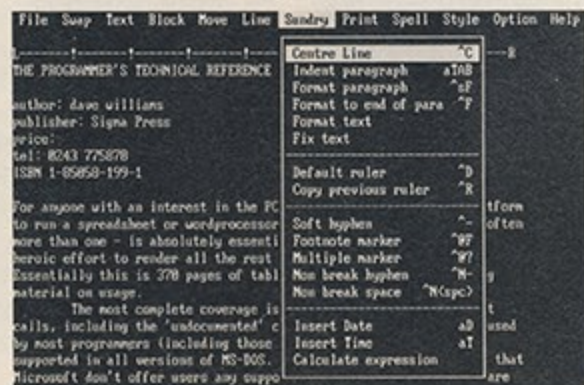 File Swap Text Block Move Line Sundry Print Spell Style Option Help
L R
THE PROGRAMMER'S TECHNICAL REFERENCE
author: dave williams
publisher: Sigma Press
price:
tel: 0243 775878
ISBN 1-85058-199-1
For anyone with an interest in the PC tform
to run a spreadsheet or wordprocessor often
more than one - is absolutely essenti
heroic effort to render all the rest
Essentially this is 370 pages of tabl y
material on usage.
The most complete coverage is t
calls, including the 'undocumented' c used
by most programmers (including those
supported in all versions of MS-DOS. that
Microsoft don't offer users any suppo are
Centre Line ^C
Indent paragraph aTAB
Format paragraph ^sF
Format to end of para ^F
Format text
Fix text
Default ruler ^D
Copy previous ruler ^R
Soft hyphen ^-
Footnote marker ^@F
Multiple marker ^@?
Non break hyphen ^N-
Non break space ^N<spc>
Insert Date aD
Insert Time aT
Calculate expression